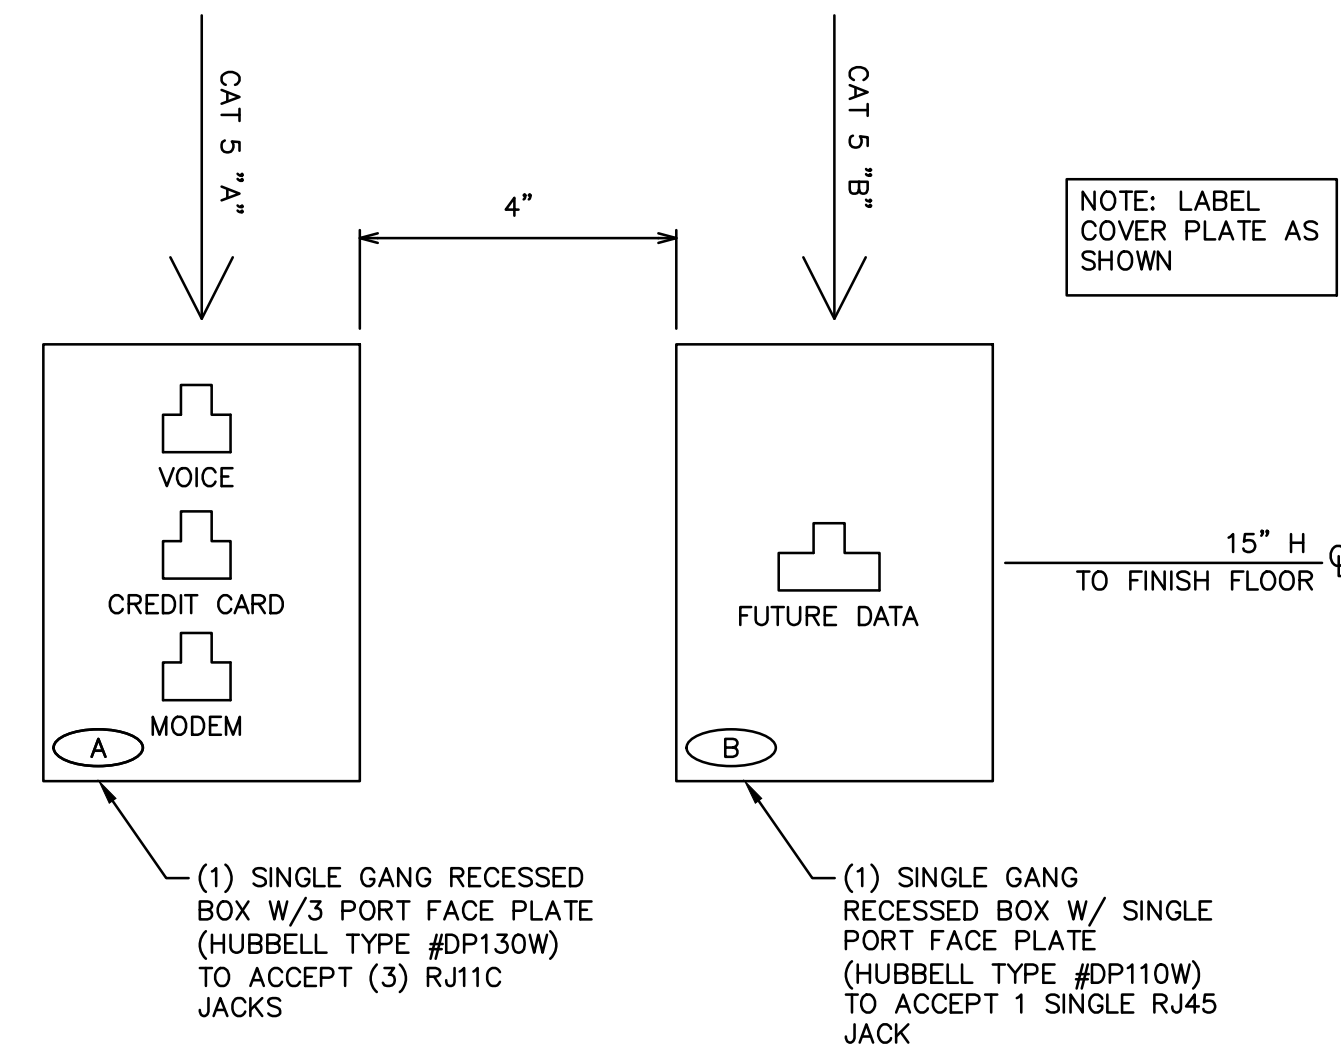 CAT 5 "A"
CAT 5 "B"
4"
NOTE: LABEL
COVER PLATE AS
SHOWN
VOICE
CREDIT CARD
MODEM
A
FUTURE DATA
B
15" H
TO FINISH FLOOR
℄
(1) SINGLE GANG RECESSED
BOX W/3 PORT FACE PLATE
(HUBBELL TYPE #DP130W)
TO ACCEPT (3) RJ11C
JACKS
(1) SINGLE GANG
RECESSED BOX W/ SINGLE
PORT FACE PLATE
(HUBBELL TYPE #DP110W)
TO ACCEPT 1 SINGLE RJ45
JACK